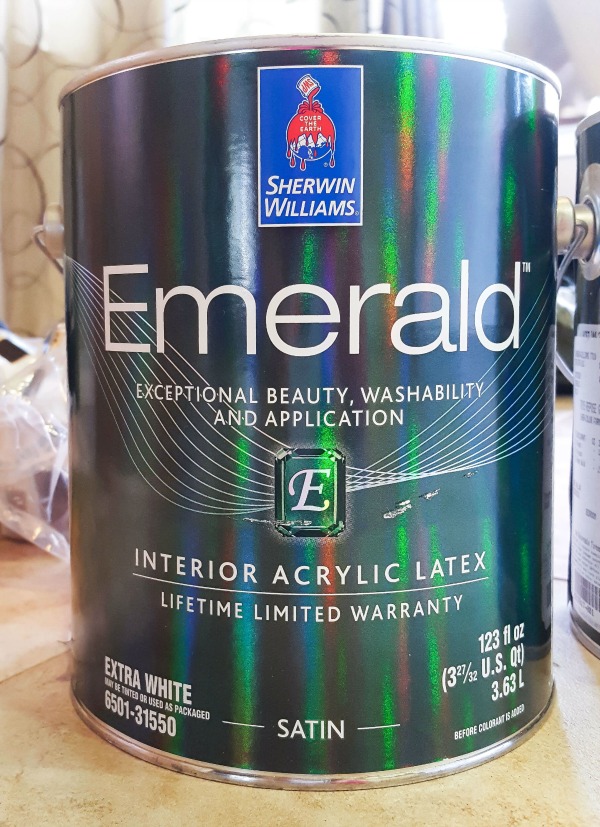 COVER
THE
EARTH
SHERWIN
WILLIAMS®
Emerald™
EXCEPTIONAL BEAUTY, WASHABILITY
AND APPLICATION
E
INTERIOR ACRYLIC LATEX
LIFETIME LIMITED WARRANTY
EXTRA WHITE
MAY BE TINTED OR USED AS PACKAGED
6501-31550
SATIN
123 fl oz
(3 27/32 U.S. Qt)
3.63 L
BEFORE COLORANT IS ADDED